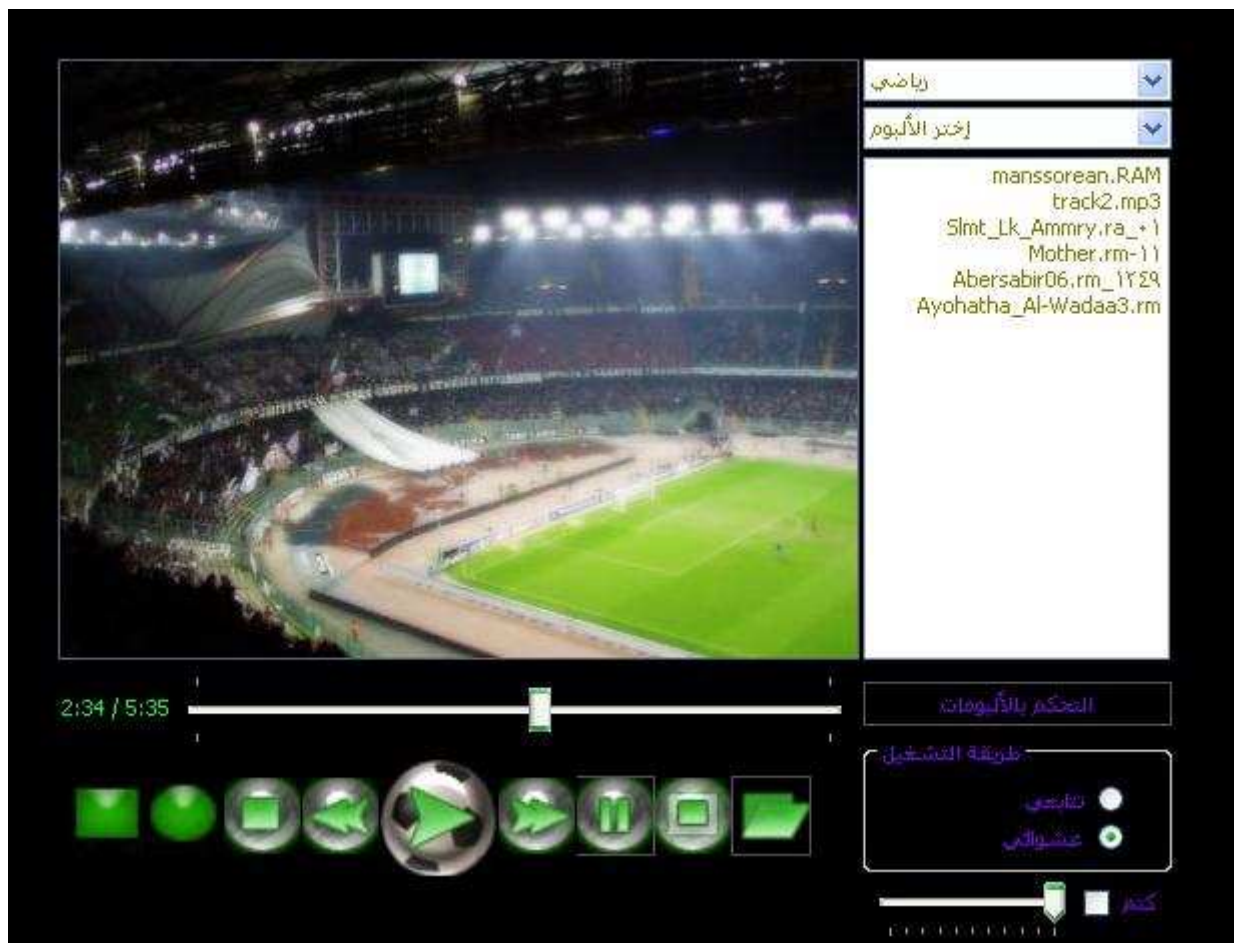 رياضي
إختر الألبوم
manssorean.RAM
track2.mp3
Slmt_Lk_Ammry.ra_٠١
Mother.rm-١١
Abersabir06.rm_١٢٤٩
Ayohatha_Al-Wadaa3.rm
2:34 / 5:35
التحكم بالألبومات
طريقة التشغيل
تتابعي
عشوائي
كتم